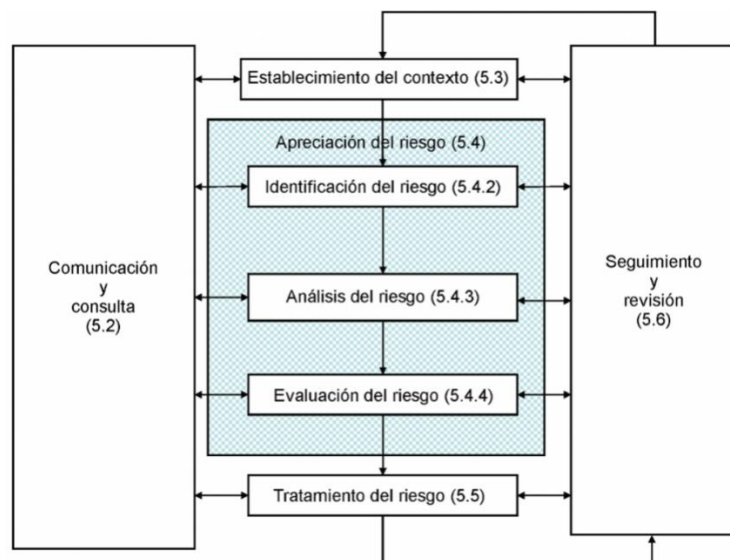 Establecimiento del contexto (5.3)
Apreciación del riesgo (5.4)
Identificación del riesgo (5.4.2)
Comunicación
y
consulta
(5.2)
Análisis del riesgo (5.4.3)
Seguimiento
y
revisión
(5.6)
Evaluación del riesgo (5.4.4)
Tratamiento del riesgo (5.5)